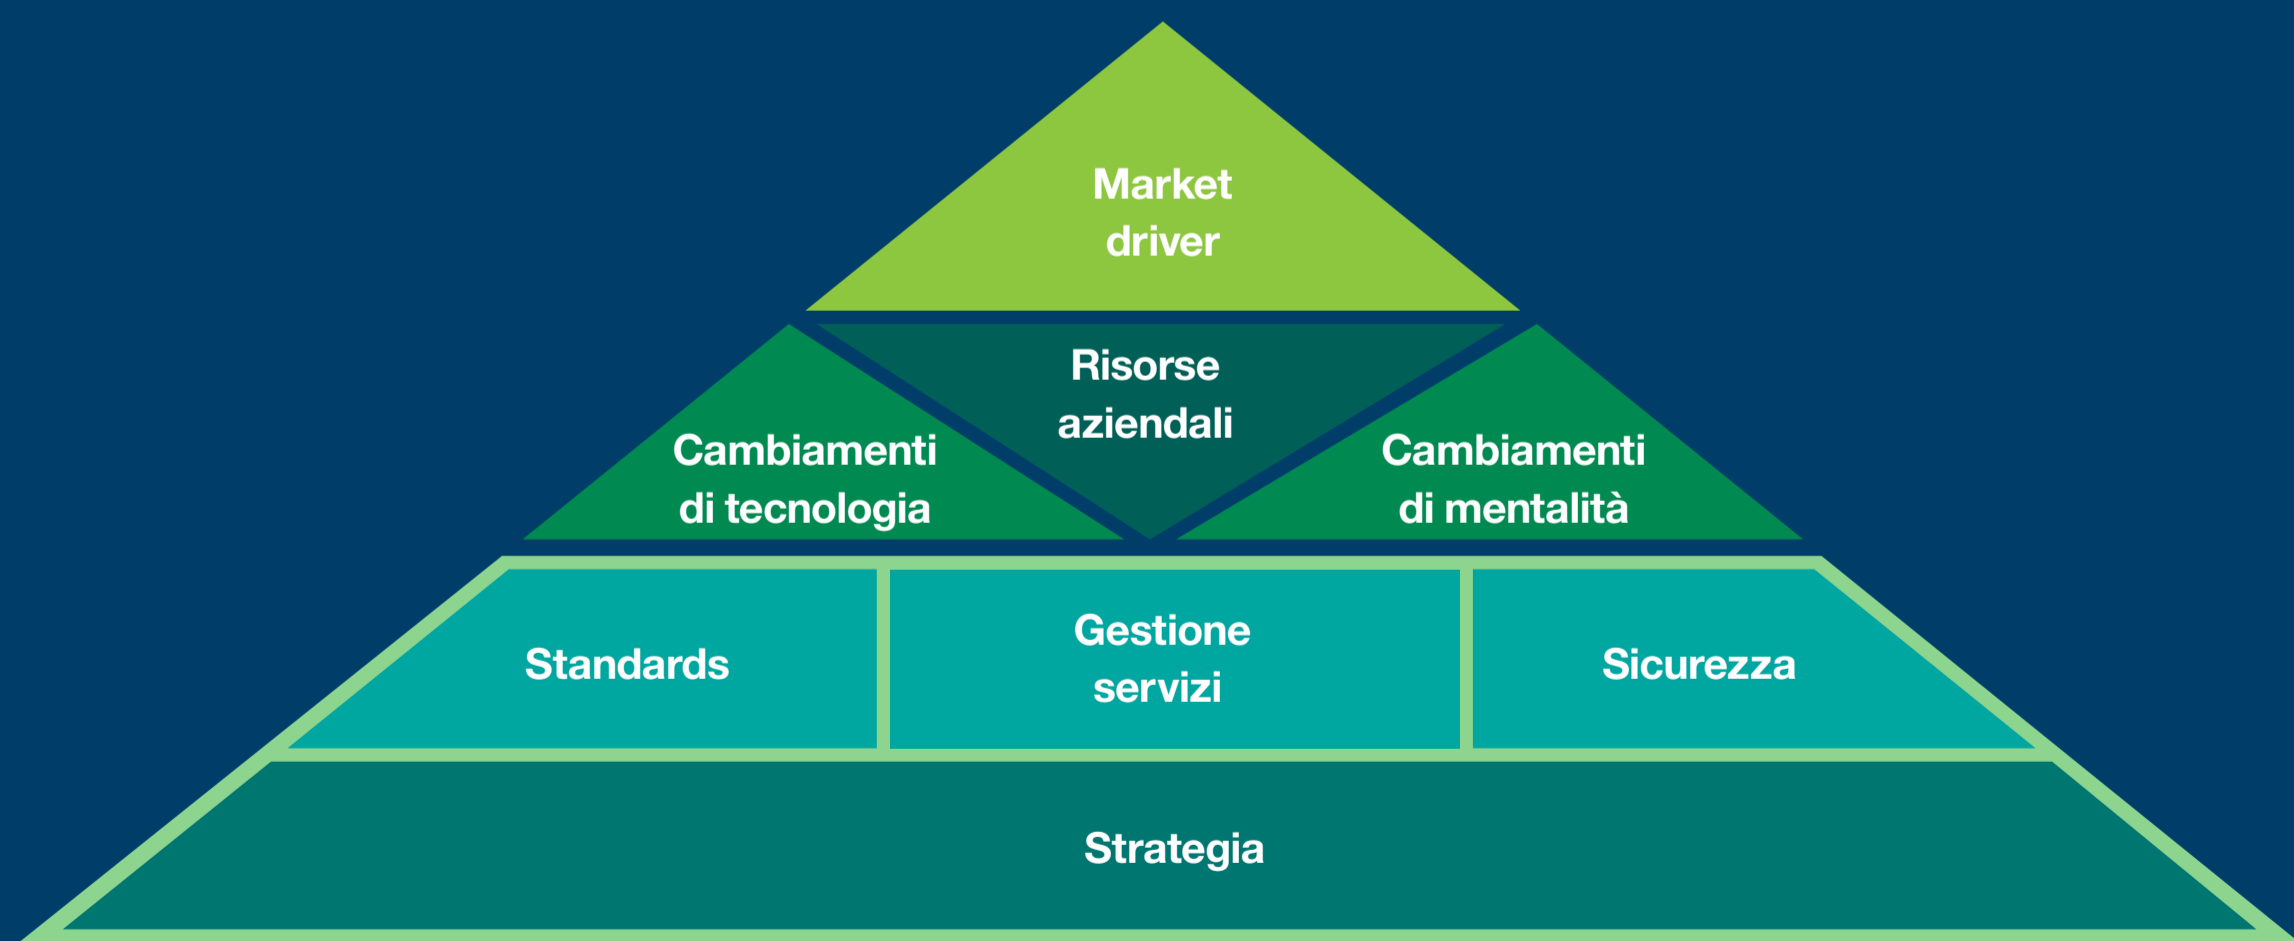 Market
driver
Risorse
aziendali
Cambiamenti
di tecnologia
Cambiamenti
di mentalità
Standards
Gestione
servizi
Sicurezza
Strategia